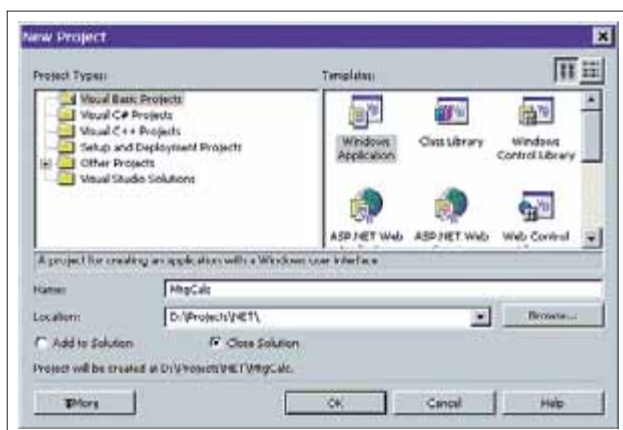 New Project
Project Types:
Templates:
Visual Basic Projects
Visual C# Projects
Visual C++ Projects
Setup and Deployment Projects
Other Projects
Visual Studio Solutions
Windows Application
Class Library
Windows Control Library
ASP.NET Web
ASP.NET Web
Web Control
A project for creating an application with a Windows user interface
Name:
MtgCalc
Location:
D:\Projects\NET\
Browse...
Add to Solution
Close Solution
Project will be created at D:\Projects\NET\MtgCalc.
More
OK
Cancel
Help